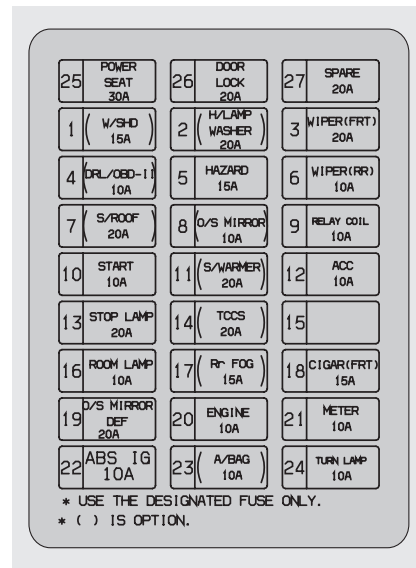 25 POWER SEAT 30A
26 DOOR LOCK 20A
27 SPARE 20A
1 ( W/SHD 15A )
2 ( H/LAMP WASHER 20A )
3 WIPER(FRT) 20A
4 (DRL/OBD-II) 10A
5 HAZARD 15A
6 WIPER(RR) 10A
7 ( S/ROOF 20A )
8 (O/S MIRROR) 10A
9 RELAY COIL 10A
10 START 10A
11 (S/WARMER) 20A
12 ACC 10A
13 STOP LAMP 20A
14 ( TCCS 20A )
15
16 ROOM LAMP 10A
17 ( Rr FOG 15A )
18 CIGAR(FRT) 15A
19 O/S MIRROR DEF 20A
20 ENGINE 10A
21 METER 10A
22 ABS IG 10A
23 ( A/BAG 10A )
24 TURN LAMP 10A
* USE THE DESIGNATED FUSE ONLY.
* ( ) IS OPTION.